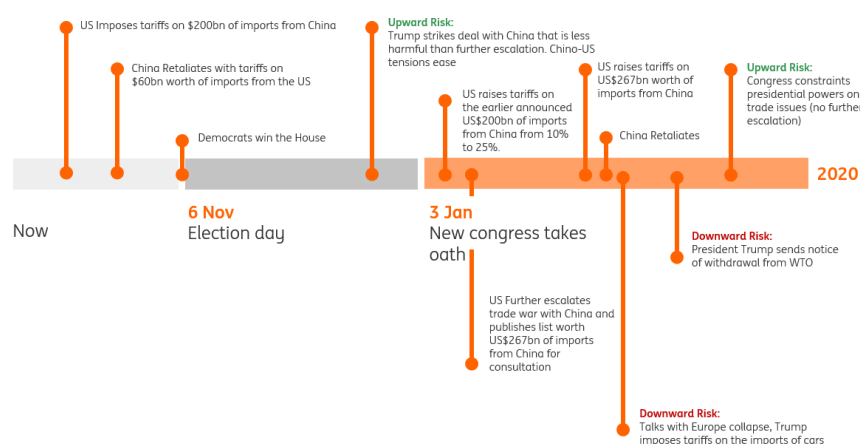 US Imposes tariffs on $200bn of imports from China
China Retaliates with tariffs on
$60bn worth of imports from the US
Democrats win the House
Upward Risk:
Trump strikes deal with China that is less
harmful than further escalation. Chino-US
tensions ease
US raises tariffs on
the earlier announced
US$200bn of imports
from China from 10%
to 25%.
US raises tariffs on
US$267bn worth of
imports from China
China Retaliates
Upward Risk:
Congress constraints
presidential powers on
trade issues (no further
escalation)
2020
Now
6 Nov
Election day
3 Jan
New congress takes
oath
Downward Risk:
President Trump sends notice
of withdrawal from WTO
US Further escalates
trade war with China and
publishes list worth
US$267bn of imports
from China for
consultation
Downward Risk:
Talks with Europe collapse, Trump
imposes tariffs on the imports of cars